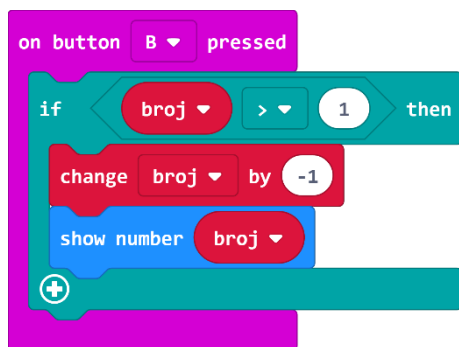 on button B pressed
if broj > 1 then
change broj by -1
show number broj